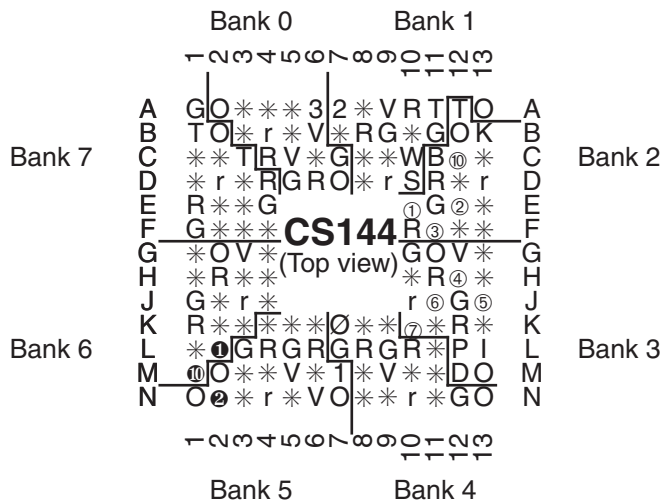 Bank 0 Bank 1
1 2 3 4 5 6 7 8 9 10 11 12 13
A G O ✳ ✳ ✳ 3 2 ✳ V R T T O A
B T O ✳ r ✳ V ✳ R G ✳ G O K B
Bank 7 C ✳ ✳ T R V ✳ G ✳ ✳ W B ⑩ ✳ C Bank 2
D ✳ r ✳ R G R O ✳ r S R ✳ r D
E R ✳ ✳ G ① G ② ✳ E
F G ✳ ✳ ✳ CS144 R ③ ✳ ✳ F
G ✳ O V ✳ (Top view) G O V ✳ G
H ✳ R ✳ ✳ ✳ R ④ ✳ H
J G ✳ r ✳ r ⑥ G ⑤ J
K R ✳ ✳ ✳ ✳ ✳ Ø ✳ ✳ ⑦ ✳ R ✳ K
Bank 6 L ✳ ❶ G R G R G R G R ✳ P I L Bank 3
M ❿ O ✳ ✳ V ✳ 1 ✳ V ✳ ✳ D O M
N O ❷ ✳ r ✳ V O ✳ ✳ r ✳ G O N
1 2 3 4 5 6 7 8 9 10 11 12 13
Bank 5 Bank 4